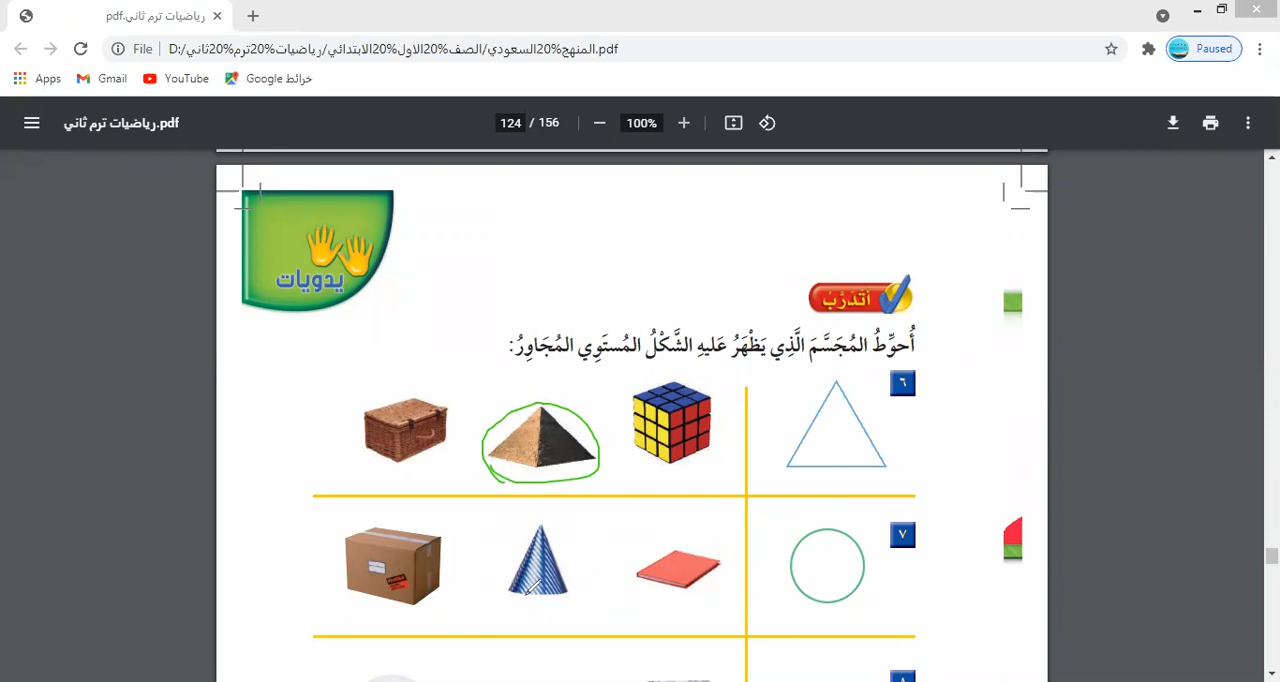 رياضيات ترم ثاني.pdf
File
D:/المنهج%20السعودي/الصف%20الاول%20الابتدائي/رياضيات%20ترم%20ثاني.pdf
Paused
Apps
Gmail
YouTube
خرائط Google
رياضيات ترم ثاني.pdf
124 / 156
100%
يدويات
أتدرب
أُحوِّطُ المُجَسَّمَ الَّذِي يَظْهَرُ عَليهِ الشَّكْلُ المُستَوِي المُجَاوِرُ:
٦
٧